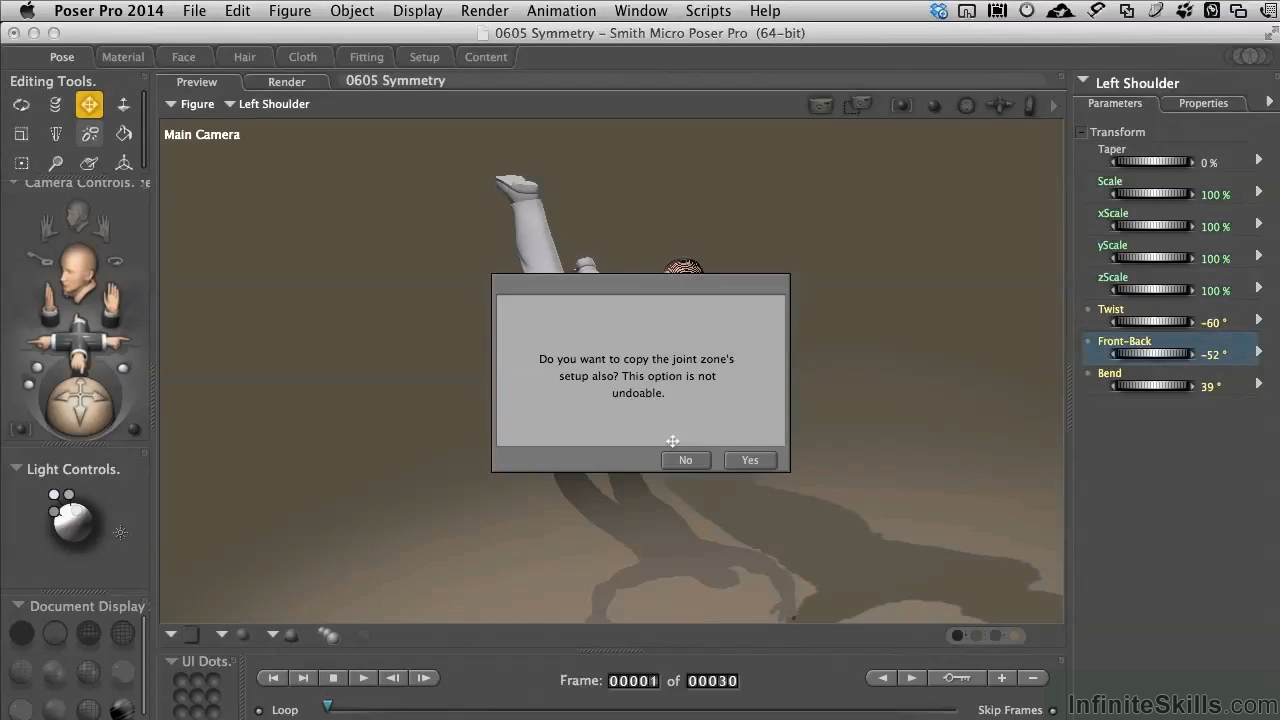 Poser Pro 2014 File Edit Figure Object Display Render Animation Window Scripts Help
0605 Symmetry – Smith Micro Poser Pro (64-bit)
Pose Material Face Hair Cloth Fitting Setup Content
Editing Tools.
Preview Render 0605 Symmetry
Figure Left Shoulder
Main Camera
Camera Controls.
Light Controls.
Document Display
UI Dots.
Do you want to copy the joint zone's
setup also? This option is not
undoable.
No Yes
Left Shoulder
Parameters Properties
Transform
Taper
0 %
Scale
100 %
xScale
100 %
yScale
100 %
zScale
100 %
Twist
-60 °
Front-Back
-52 °
Bend
39 °
Frame: 00001 of 00030
Loop
Skip Frames
InfiniteSkills.com